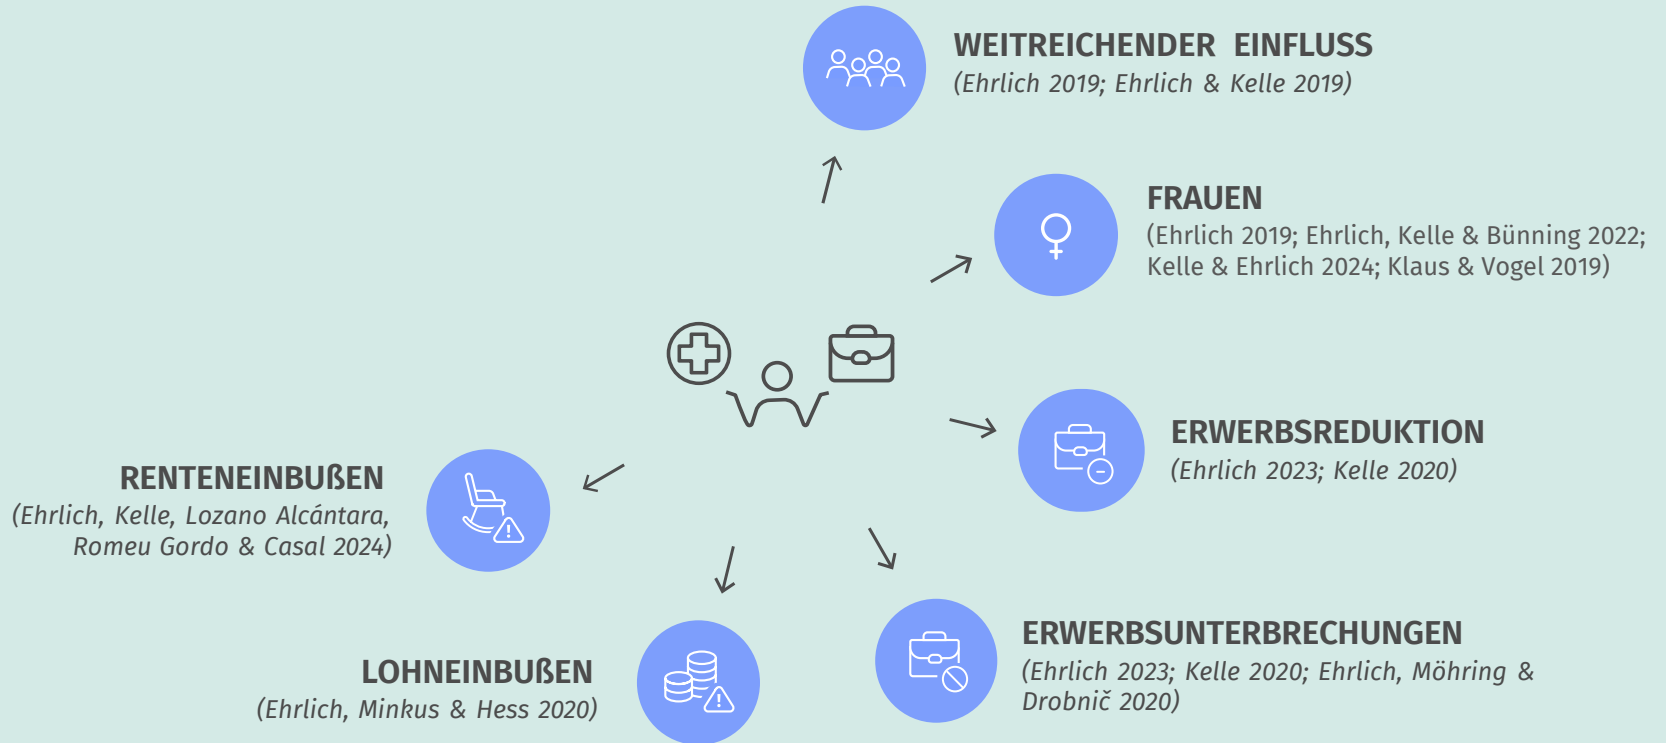 WEITREICHENDER EINFLUSS
(Ehrlich 2019; Ehrlich & Kelle 2019)
FRAUEN
(Ehrlich 2019; Ehrlich, Kelle & Bünning 2022;
Kelle & Ehrlich 2024; Klaus & Vogel 2019)
ERWERBSREDUKTION
(Ehrlich 2023; Kelle 2020)
ERWERBSUNTERBRECHUNGEN
(Ehrlich 2023; Kelle 2020; Ehrlich, Möhring &
Drobnič 2020)
LOHNEINBUßEN
(Ehrlich, Minkus & Hess 2020)
RENTENEINBUßEN
(Ehrlich, Kelle, Lozano Alcántara,
Romeu Gordo & Casal 2024)